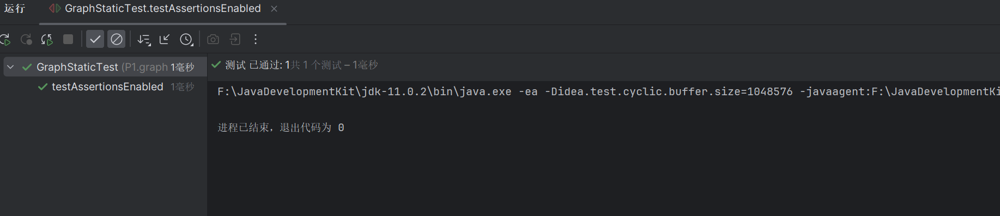 运行 GraphStaticTest.testAssertionsEnabled
GraphStaticTest (P1.graph 1毫秒
testAssertionsEnabled 1毫秒
测试 已通过: 1共 1 个测试 – 1毫秒
F:\JavaDevelopmentKit\jdk-11.0.2\bin\java.exe -ea -Didea.test.cyclic.buffer.size=1048576 -javaagent:F:\JavaDevelopmentKi
进程已结束，退出代码为 0